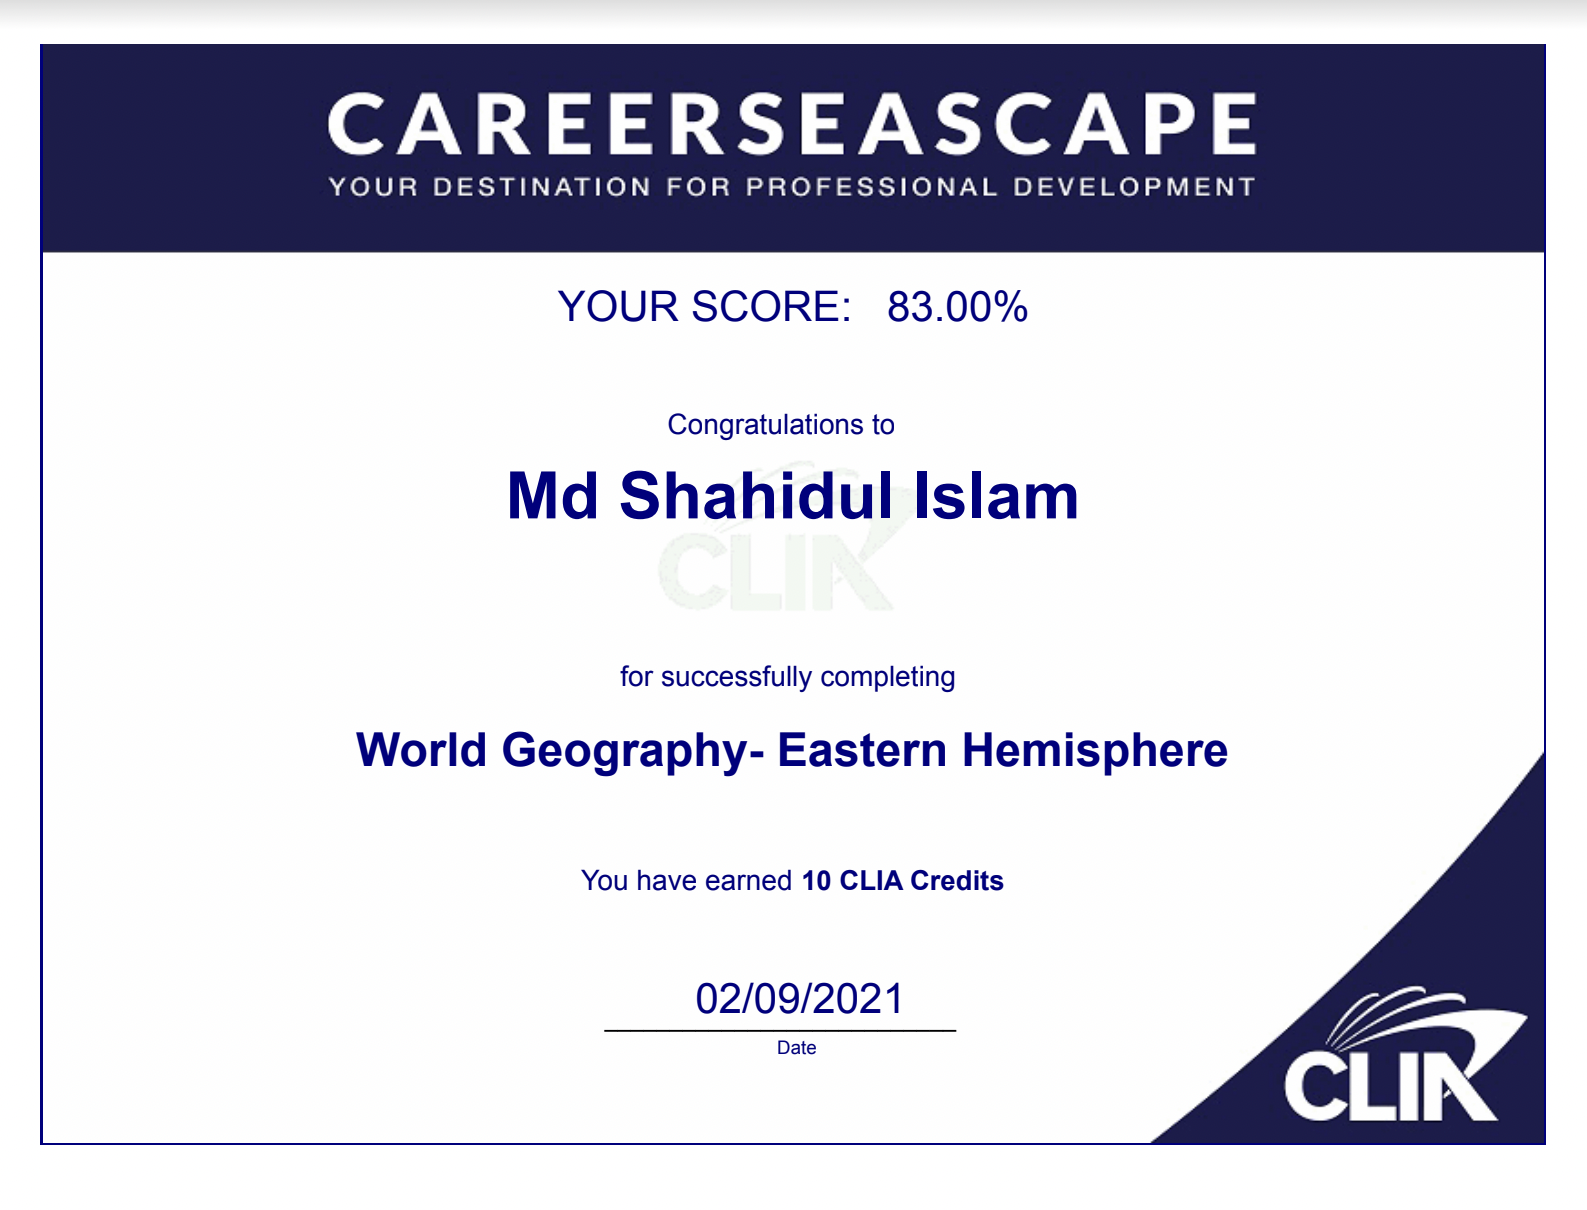 CAREERSEASCAPE
YOUR DESTINATION FOR PROFESSIONAL DEVELOPMENT
YOUR SCORE: 83.00%
Congratulations to
Md Shahidul Islam
CLIA
for successfully completing
World Geography- Eastern Hemisphere
You have earned 10 CLIA Credits
02/09/2021
Date
CLIA